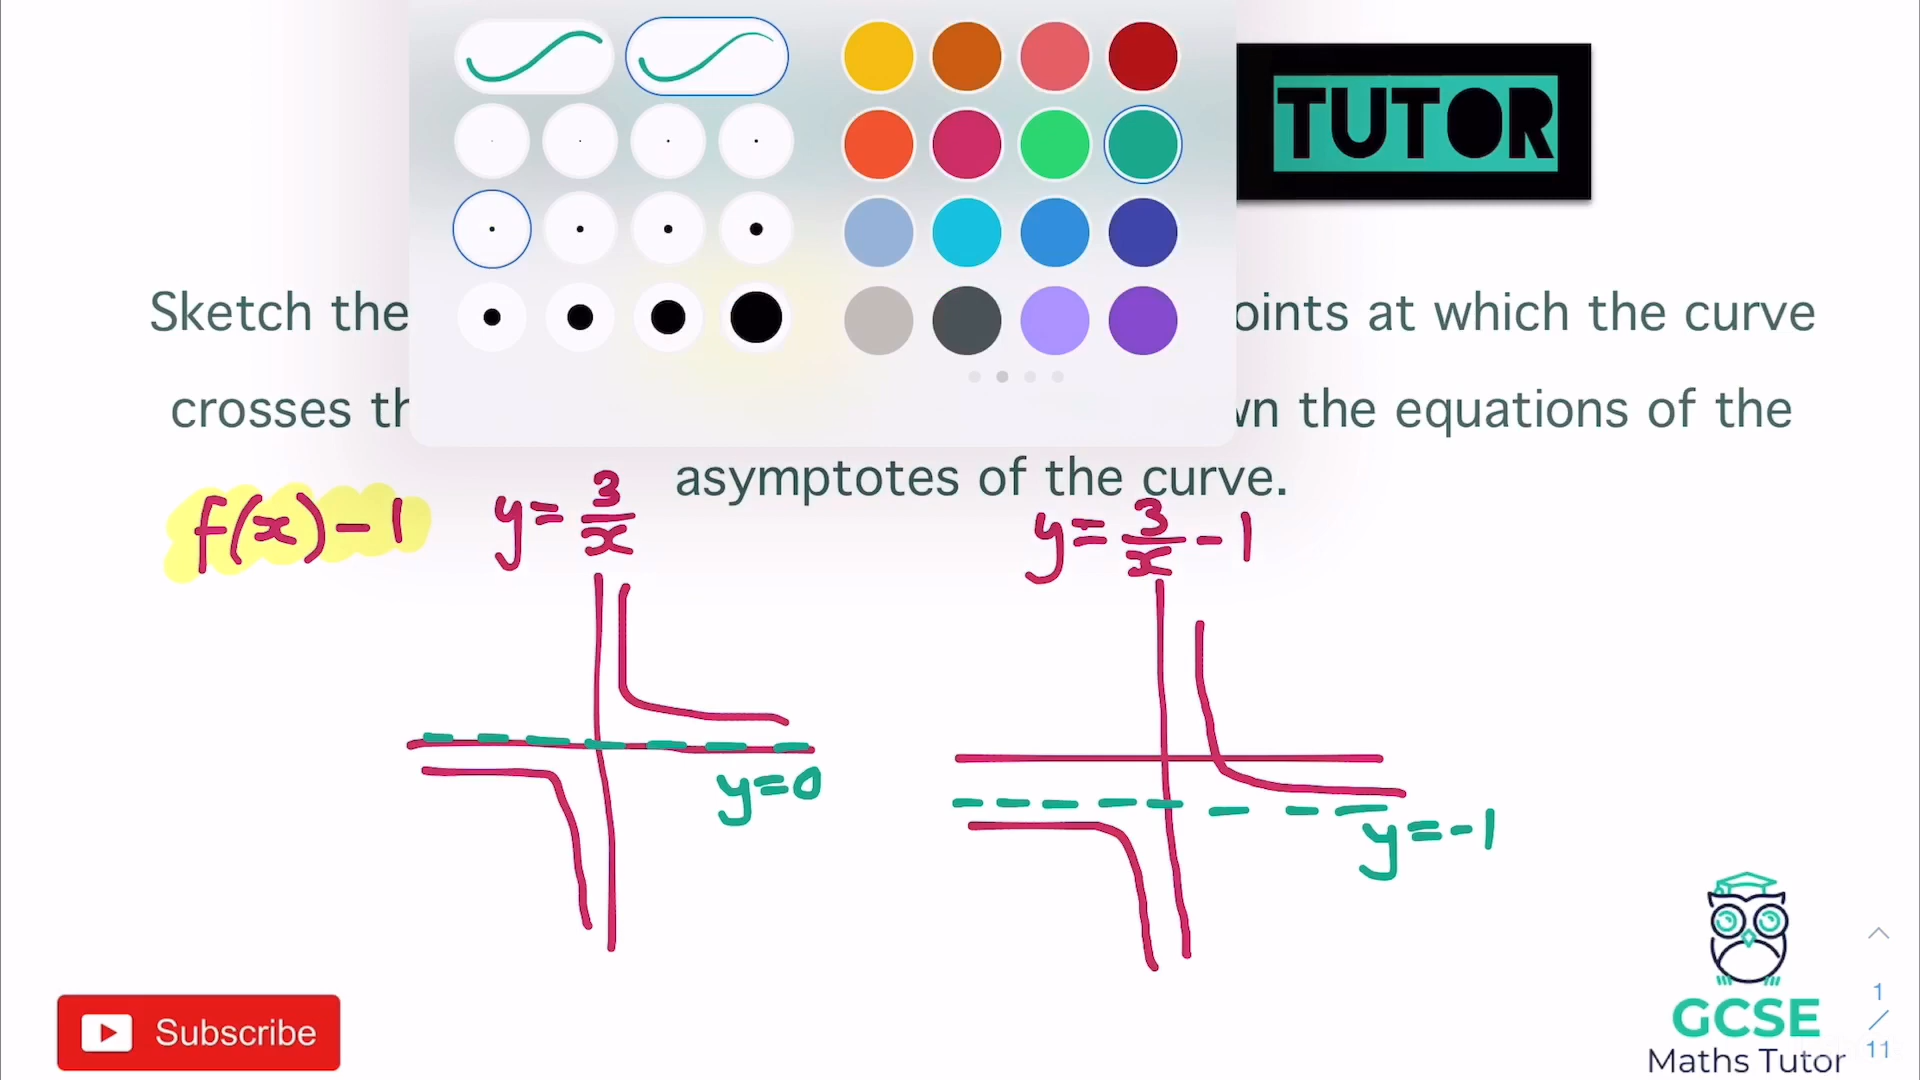 TUTOR
Sketch the oints at which the curve
crosses th wn the equations of the
asymptotes of the curve.
f(x)-1
y=3/x
y=3/x-1
y=0
y=-1
Subscribe
GCSE
Maths Tutor
1
/
11